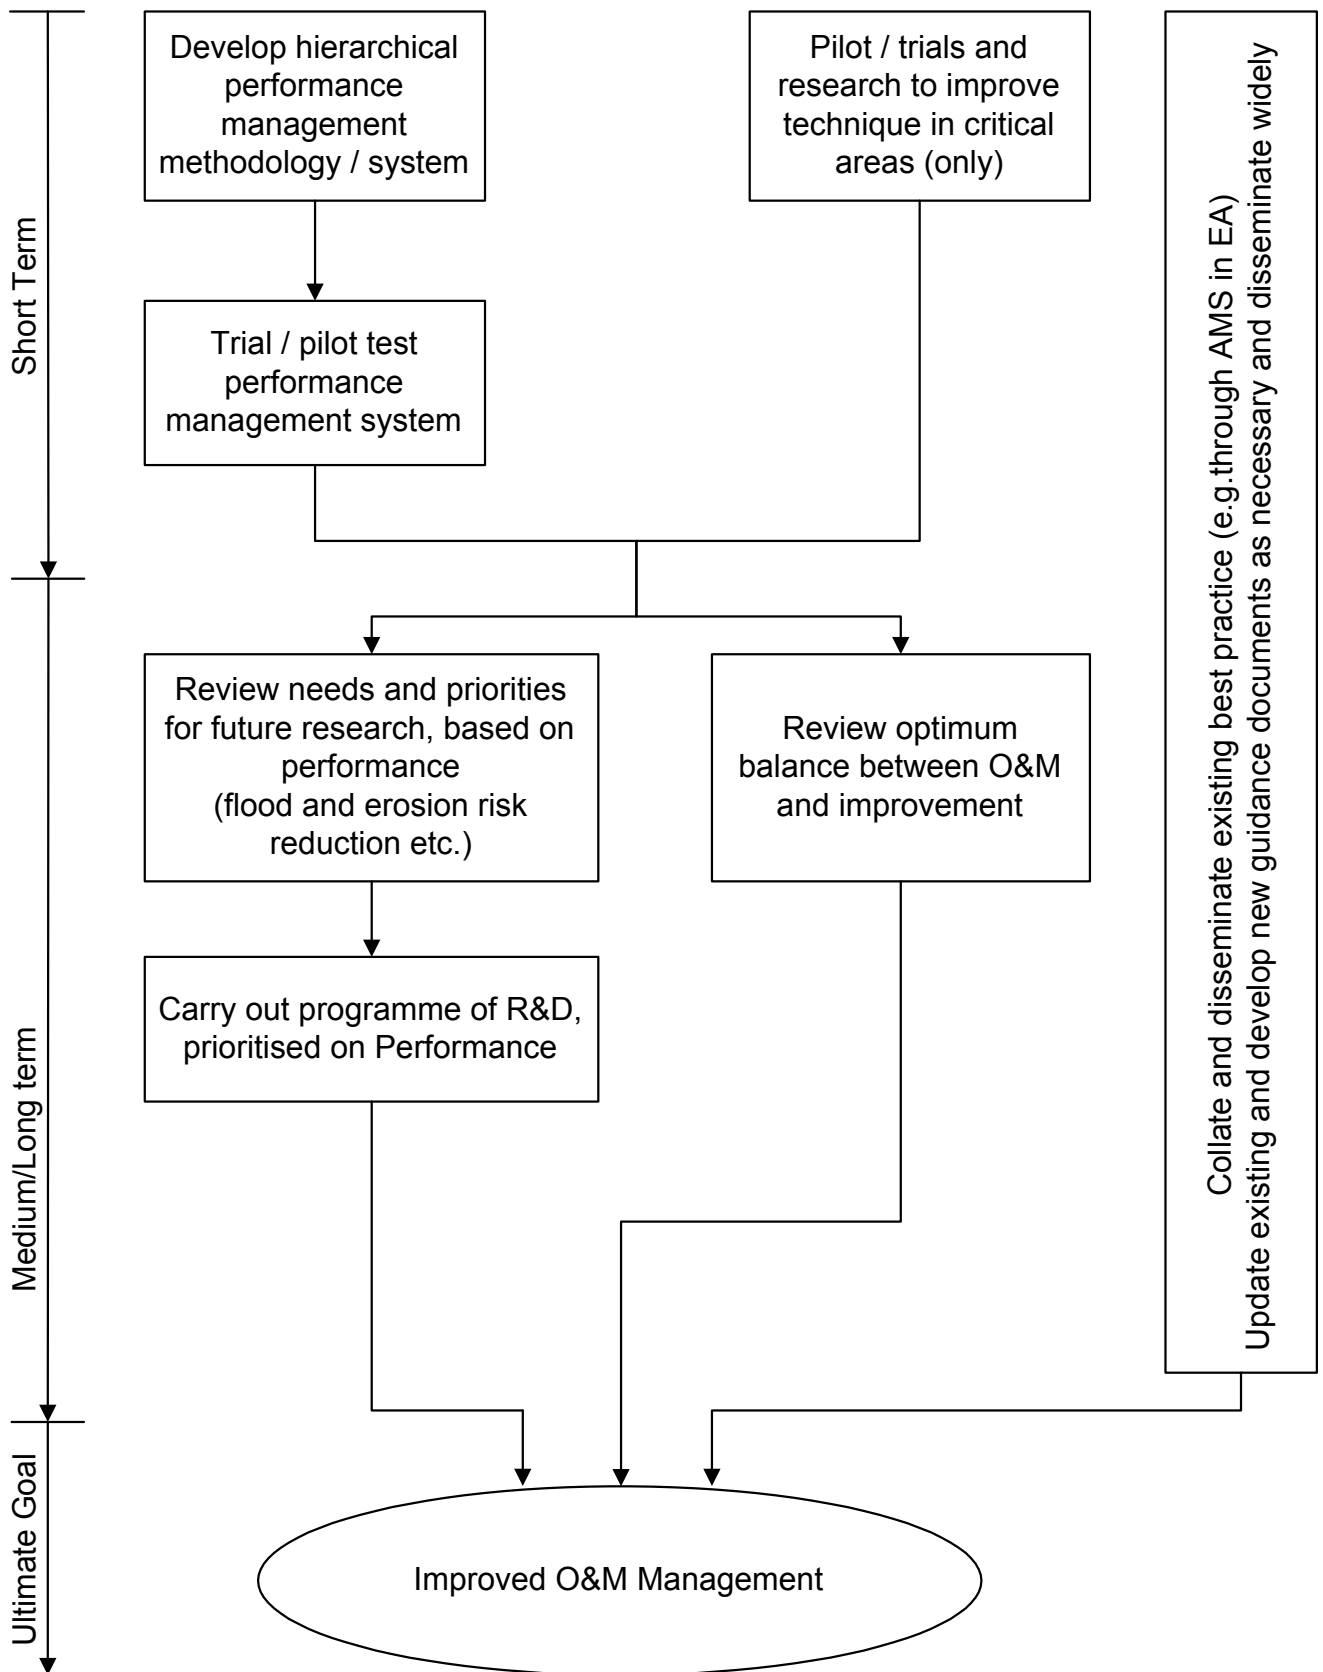 Short Term
Develop hierarchical
performance
management
methodology / system
Pilot / trials and
research to improve
technique in critical
areas (only)
Trial / pilot test
performance
management system
Medium/Long term
Review needs and priorities
for future research, based on
performance
(flood and erosion risk
reduction etc.)
Review optimum
balance between O&M
and improvement
Carry out programme of R&D,
prioritised on Performance
Collate and disseminate existing best practice (e.g.through AMS in EA)
Update existing and develop new guidance documents as necessary and disseminate widely
Ultimate Goal
Improved O&M Management